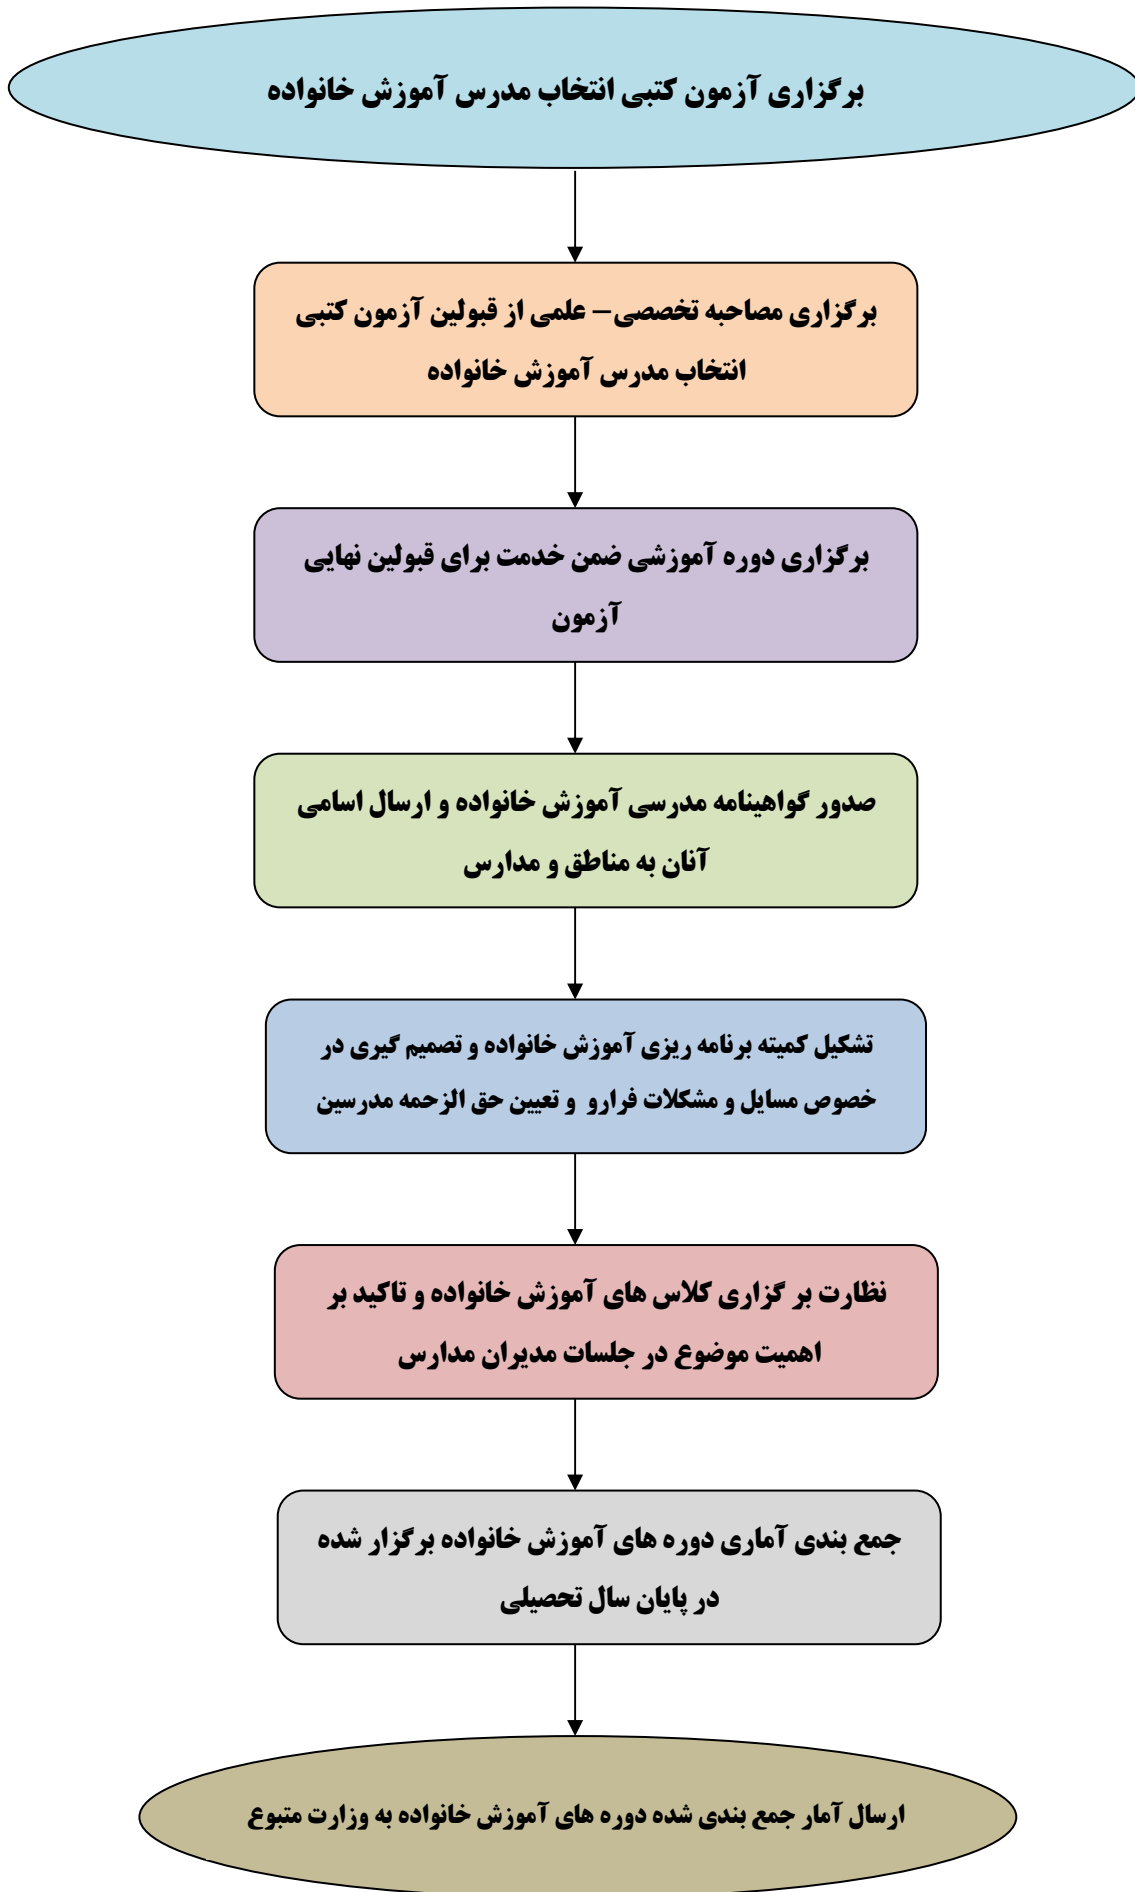 برگزاری آزمون کتبی انتخاب مدرس آموزش خانواده
برگزاری مصاحبه تخصصی– علمی از قبولین آزمون کتبی
انتخاب مدرس آموزش خانواده
برگزاری دوره آموزشی ضمن خدمت برای قبولین نهایی
آزمون
صدور گواهینامه مدرسی آموزش خانواده و ارسال اسامی
آنان به مناطق و مدارس
تشکیل کمیته برنامه ریزی آموزش خانواده و تصمیم گیری در
خصوص مسایل و مشکلات فرارو و تعیین حق الزحمه مدرسین
نظارت بر گزاری کلاس های آموزش خانواده و تاکید بر
اهمیت موضوع در جلسات مدیران مدارس
جمع بندی آماری دوره های آموزش خانواده برگزار شده
در پایان سال تحصیلی
ارسال آمار جمع بندی شده دوره های آموزش خانواده به وزارت متبوع